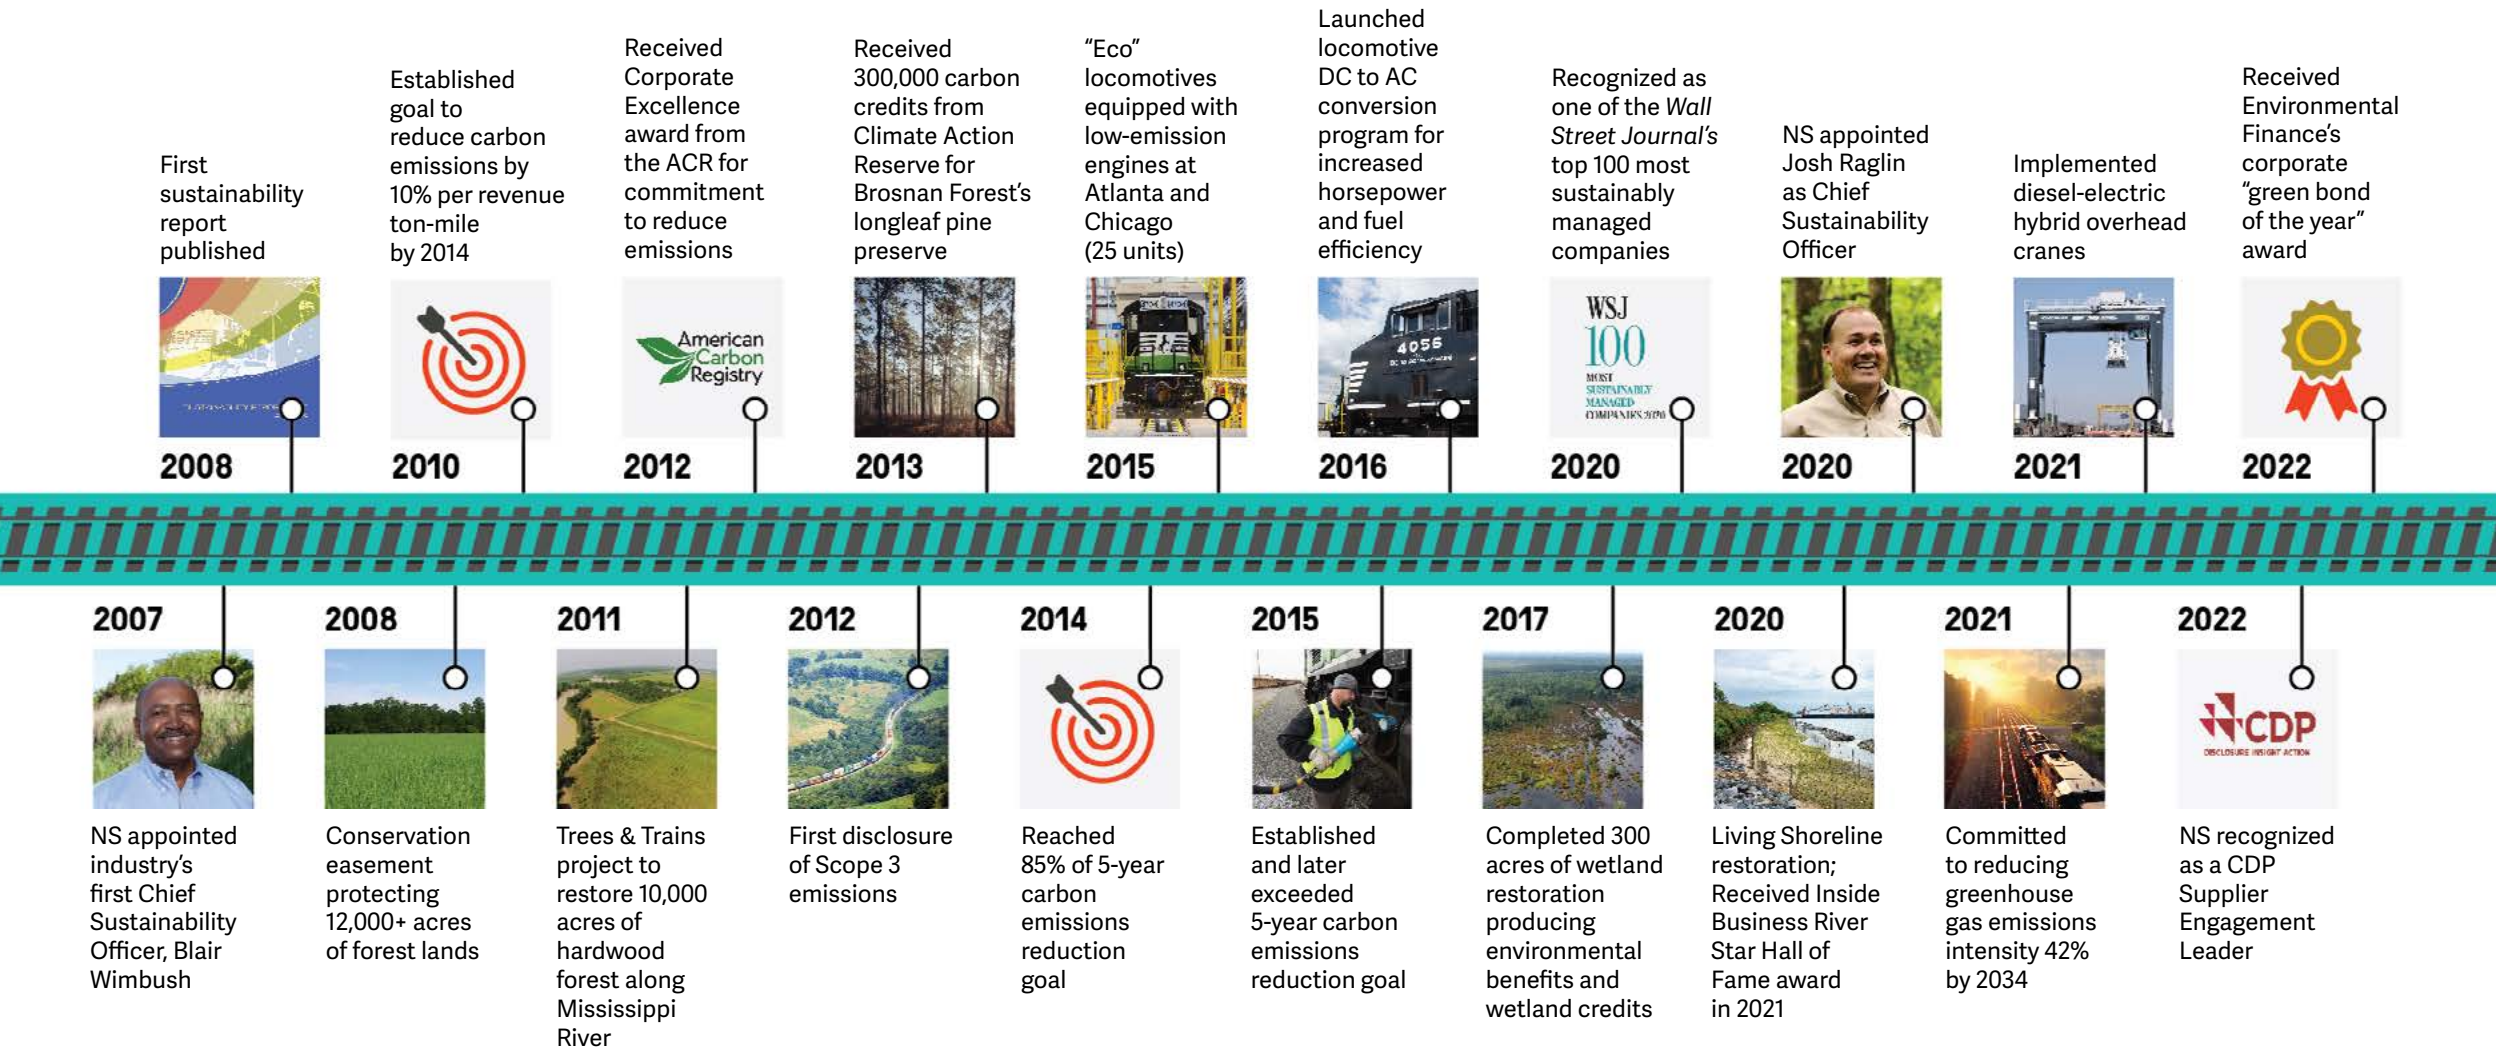 First
sustainability
report
published
2008
Established
goal to
reduce carbon
emissions by
10% per revenue
ton-mile
by 2014
2010
Received
Corporate
Excellence
award from
the ACR for
commitment
to reduce
emissions
American
Carbon
Registry
2012
Received
300,000 carbon
credits from
Climate Action
Reserve for
Brosnan Forest’s
longleaf pine
preserve
2013
“Eco”
locomotives
equipped with
low-emission
engines at
Atlanta and
Chicago
(25 units)
2015
Launched
locomotive
DC to AC
conversion
program for
increased
horsepower
and fuel
efficiency
4056
2016
Recognized as
one of the Wall
Street Journal’s
top 100 most
sustainably
managed
companies
WSJ
100
MOST
SUSTAINABLY
MANAGED
COMPANIES 2020
2020
NS appointed
Josh Raglin
as Chief
Sustainability
Officer
2020
Implemented
diesel-electric
hybrid overhead
cranes
2021
Received
Environmental
Finance’s
corporate
“green bond
of the year”
award
2022
2007
NS appointed
industry’s
first Chief
Sustainability
Officer, Blair
Wimbush
2008
Conservation
easement
protecting
12,000+ acres
of forest lands
2011
Trees & Trains
project to
restore 10,000
acres of
hardwood
forest along
Mississippi
River
2012
First disclosure
of Scope 3
emissions
2014
Reached
85% of 5-year
carbon
emissions
reduction
goal
2015
Established
and later
exceeded
5-year carbon
emissions
reduction goal
2017
Completed 300
acres of wetland
restoration
producing
environmental
benefits and
wetland credits
2020
Living Shoreline
restoration;
Received Inside
Business River
Star Hall of
Fame award
in 2021
2021
Committed
to reducing
greenhouse
gas emissions
intensity 42%
by 2034
2022
CDP
DISCLOSURE INSIGHT ACTION
NS recognized
as a CDP
Supplier
Engagement
Leader